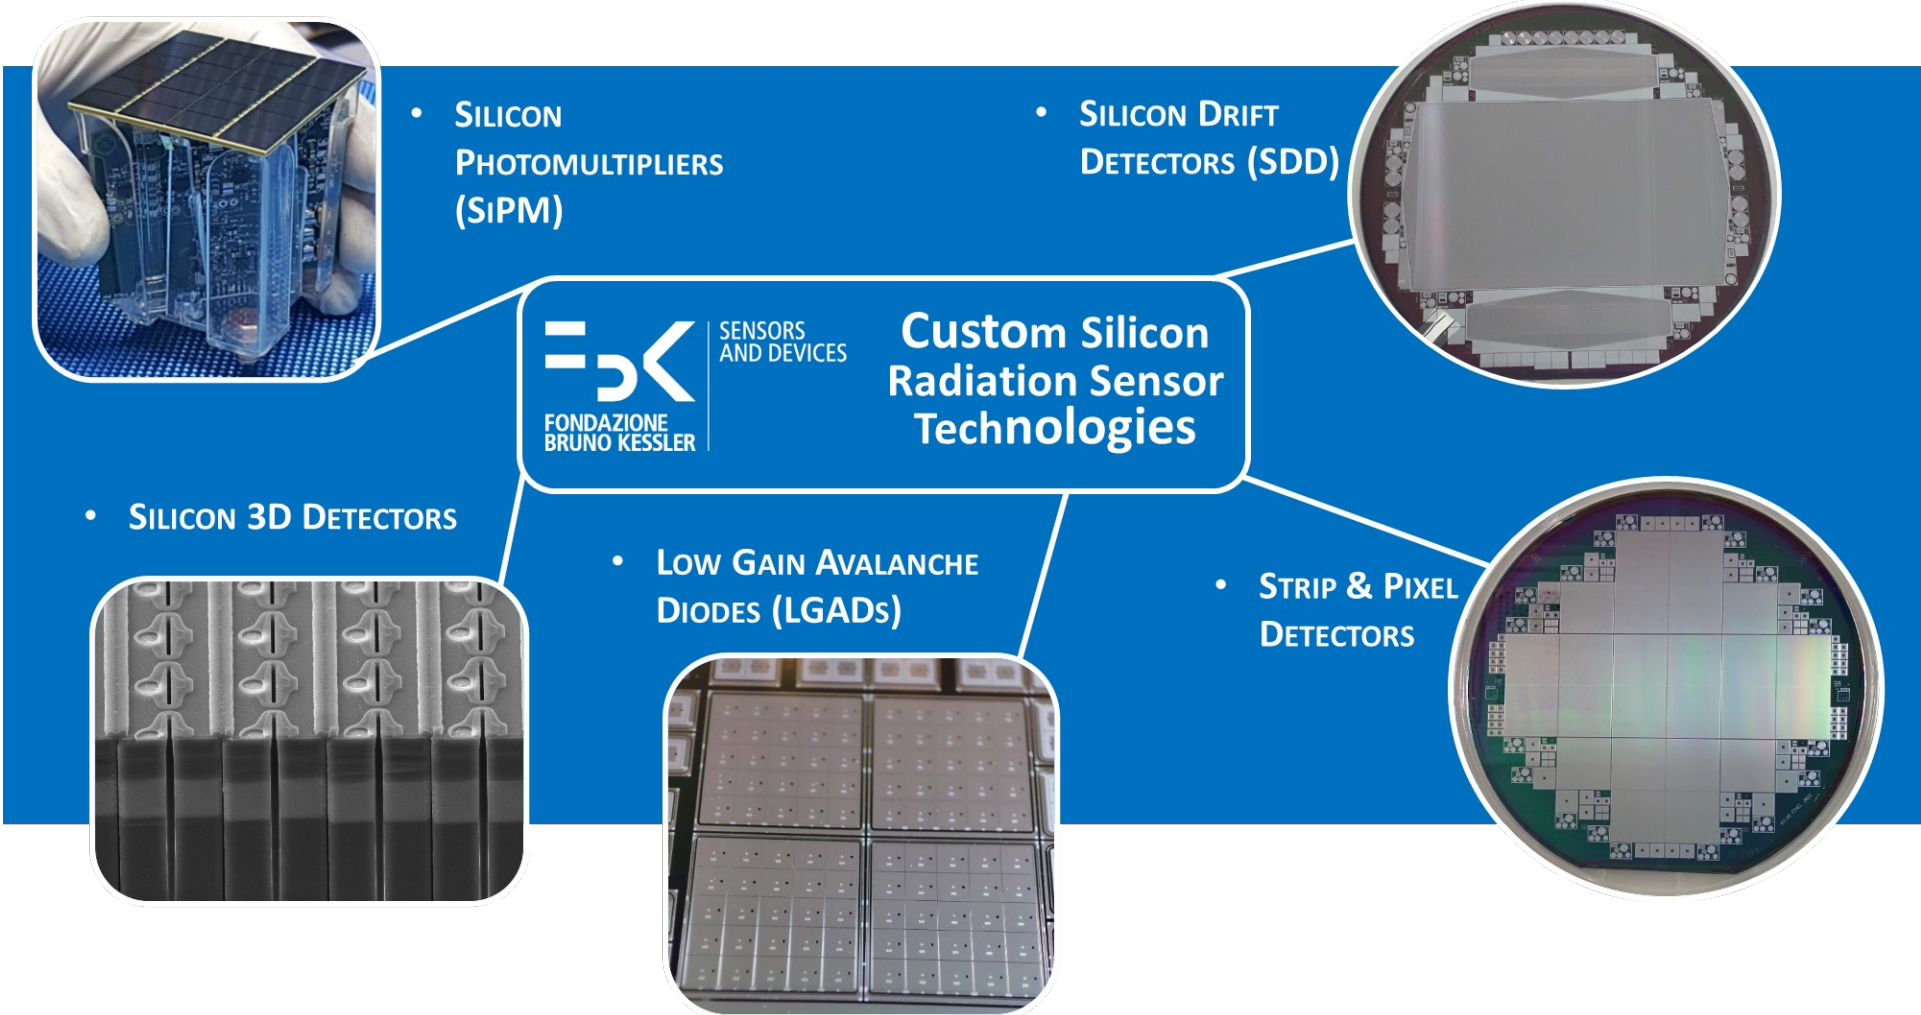 • Silicon
Photomultipliers
(SiPM)
• Silicon Drift
Detectors (SDD)
FBK
SENSORS
AND DEVICES
FONDAZIONE
BRUNO KESSLER
Custom Silicon
Radiation Sensor
Technologies
• Silicon 3D Detectors
• Low Gain Avalanche
Diodes (LGADs)
• Strip & Pixel
Detectors